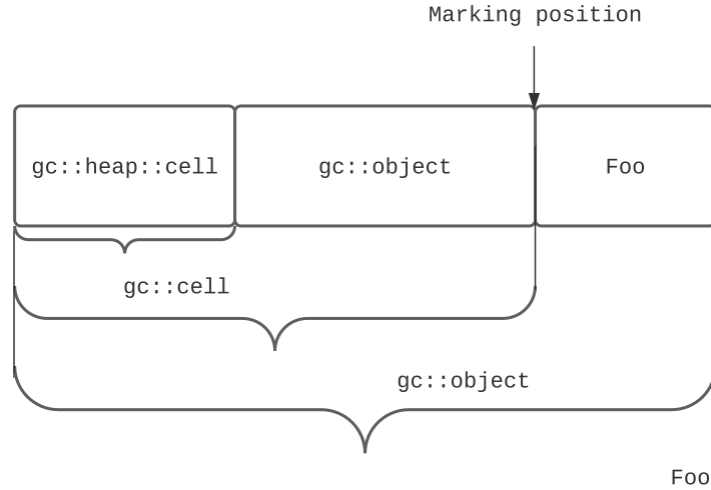 Marking position
gc::heap::cell
gc::object
Foo
gc::cell
gc::object
Foo